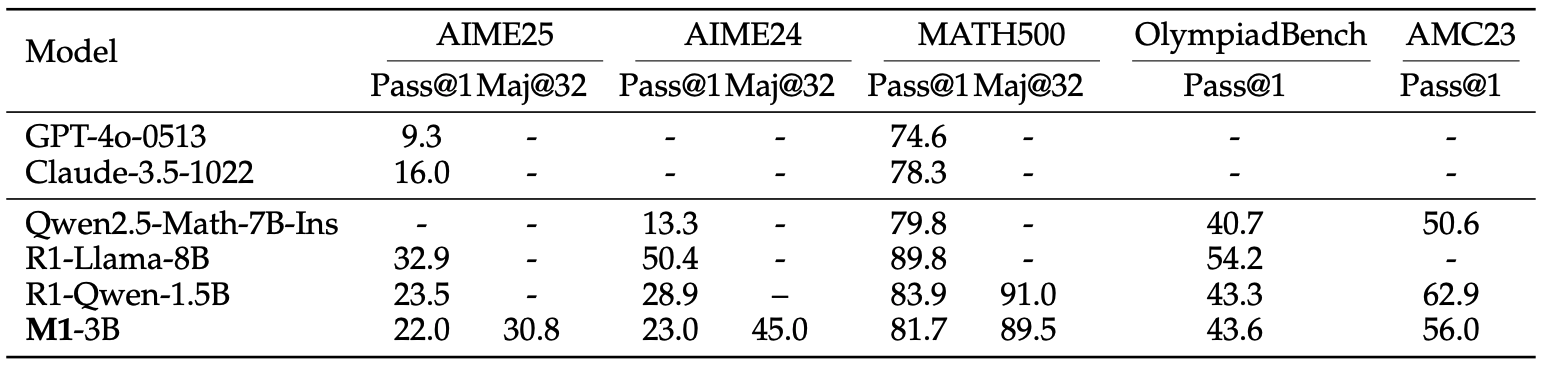 Model AIME25 AIME24 MATH500 OlympiadBench AMC23
Pass@1 Maj@32 Pass@1 Maj@32 Pass@1 Maj@32 Pass@1 Pass@1
GPT-4o-0513 9.3 - - - 74.6 - - -
Claude-3.5-1022 16.0 - - - 78.3 - - -
Qwen2.5-Math-7B-Ins - - 13.3 - 79.8 - 40.7 50.6
R1-Llama-8B 32.9 - 50.4 - 89.8 - 54.2 -
R1-Qwen-1.5B 23.5 - 28.9 – 83.9 91.0 43.3 62.9
M1-3B 22.0 30.8 23.0 45.0 81.7 89.5 43.6 56.0